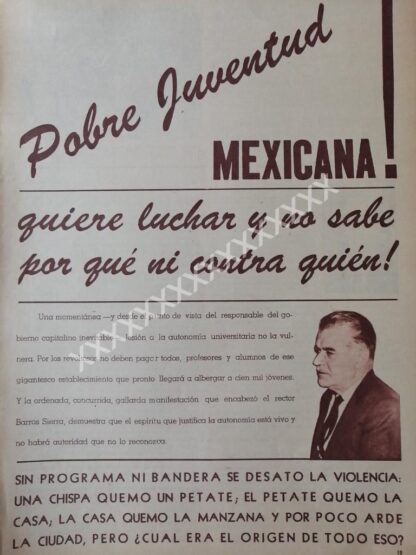 Pobre Juventud
MEXICANA!
quiere luchar y no sabe
por qué ni contra quién!
Una momentánea —y desde el punto de vista del responsable del go-
bierno capitalino inevitable— lesión a la autonomía universitaria no la vul-
nera. Por los revoltosos no deben pagar todos, profesores y alumnos de ese
gigantesco establecimiento que pronto llegará a albergar a cien mil jóvenes.
Y la ordenada, concurrida, gallarda manifestación que encabezó el rector
Barros Sierra, demuestra que el espíritu que justifica la autonomía está vivo y
no habrá autoridad que no lo reconozca.
SIN PROGRAMA NI BANDERA SE DESATO LA VIOLENCIA:
UNA CHISPA QUEMO UN PETATE; EL PETATE QUEMO LA
CASA; LA CASA QUEMO LA MANZANA Y POR POCO ARDE
LA CIUDAD, PERO ¿CUAL ERA EL ORIGEN DE TODO ESO?
XXXXXXXXXXXXXXXXX